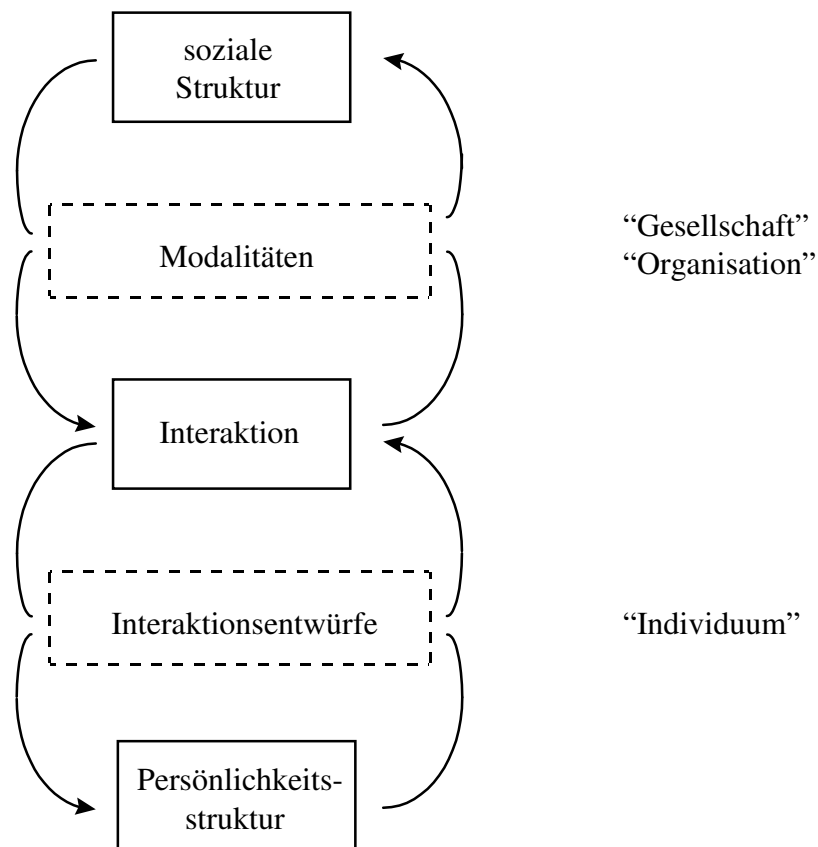 soziale
Struktur
“Gesellschaft”
Modalitäten
“Organisation”
Interaktion
Interaktionsentwürfe
“Individuum”
Persönlichkeits-
struktur